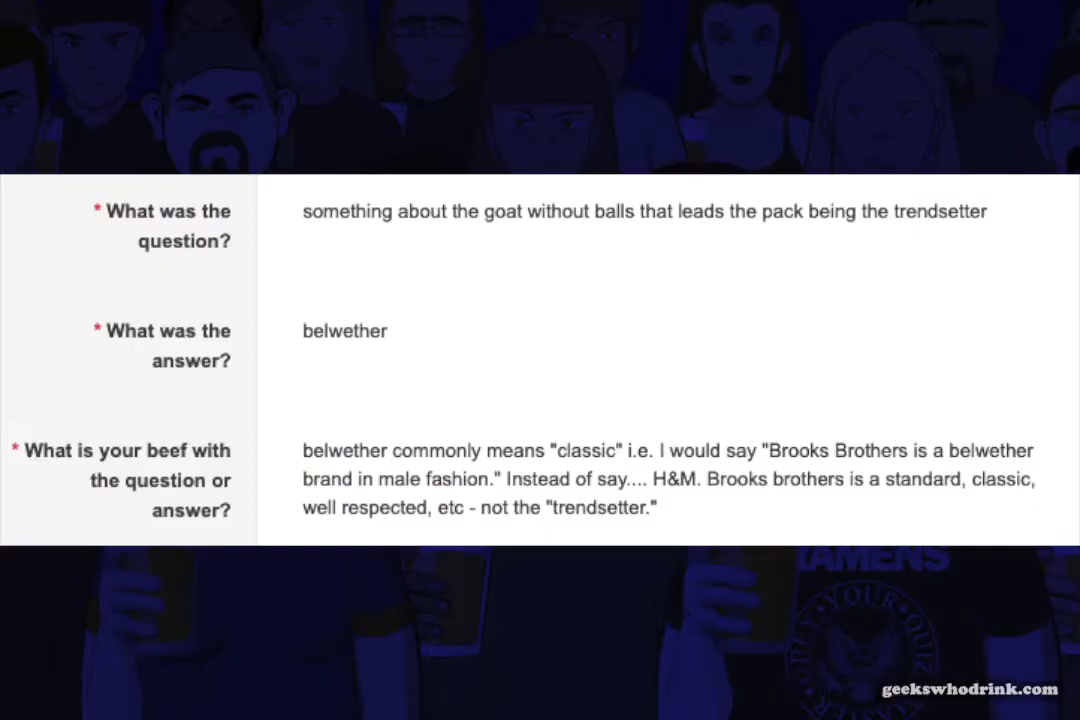 * What was the
question?
something about the goat without balls that leads the pack being the trendsetter
* What was the
answer?
belwether
* What is your beef with
the question or
answer?
belwether commonly means "classic" i.e. I would say "Brooks Brothers is a belwether
brand in male fashion." Instead of say.... H&M. Brooks brothers is a standard, classic,
well respected, etc - not the "trendsetter."
TAMENS
YOUR
QUIZ
geekswhodrink.com